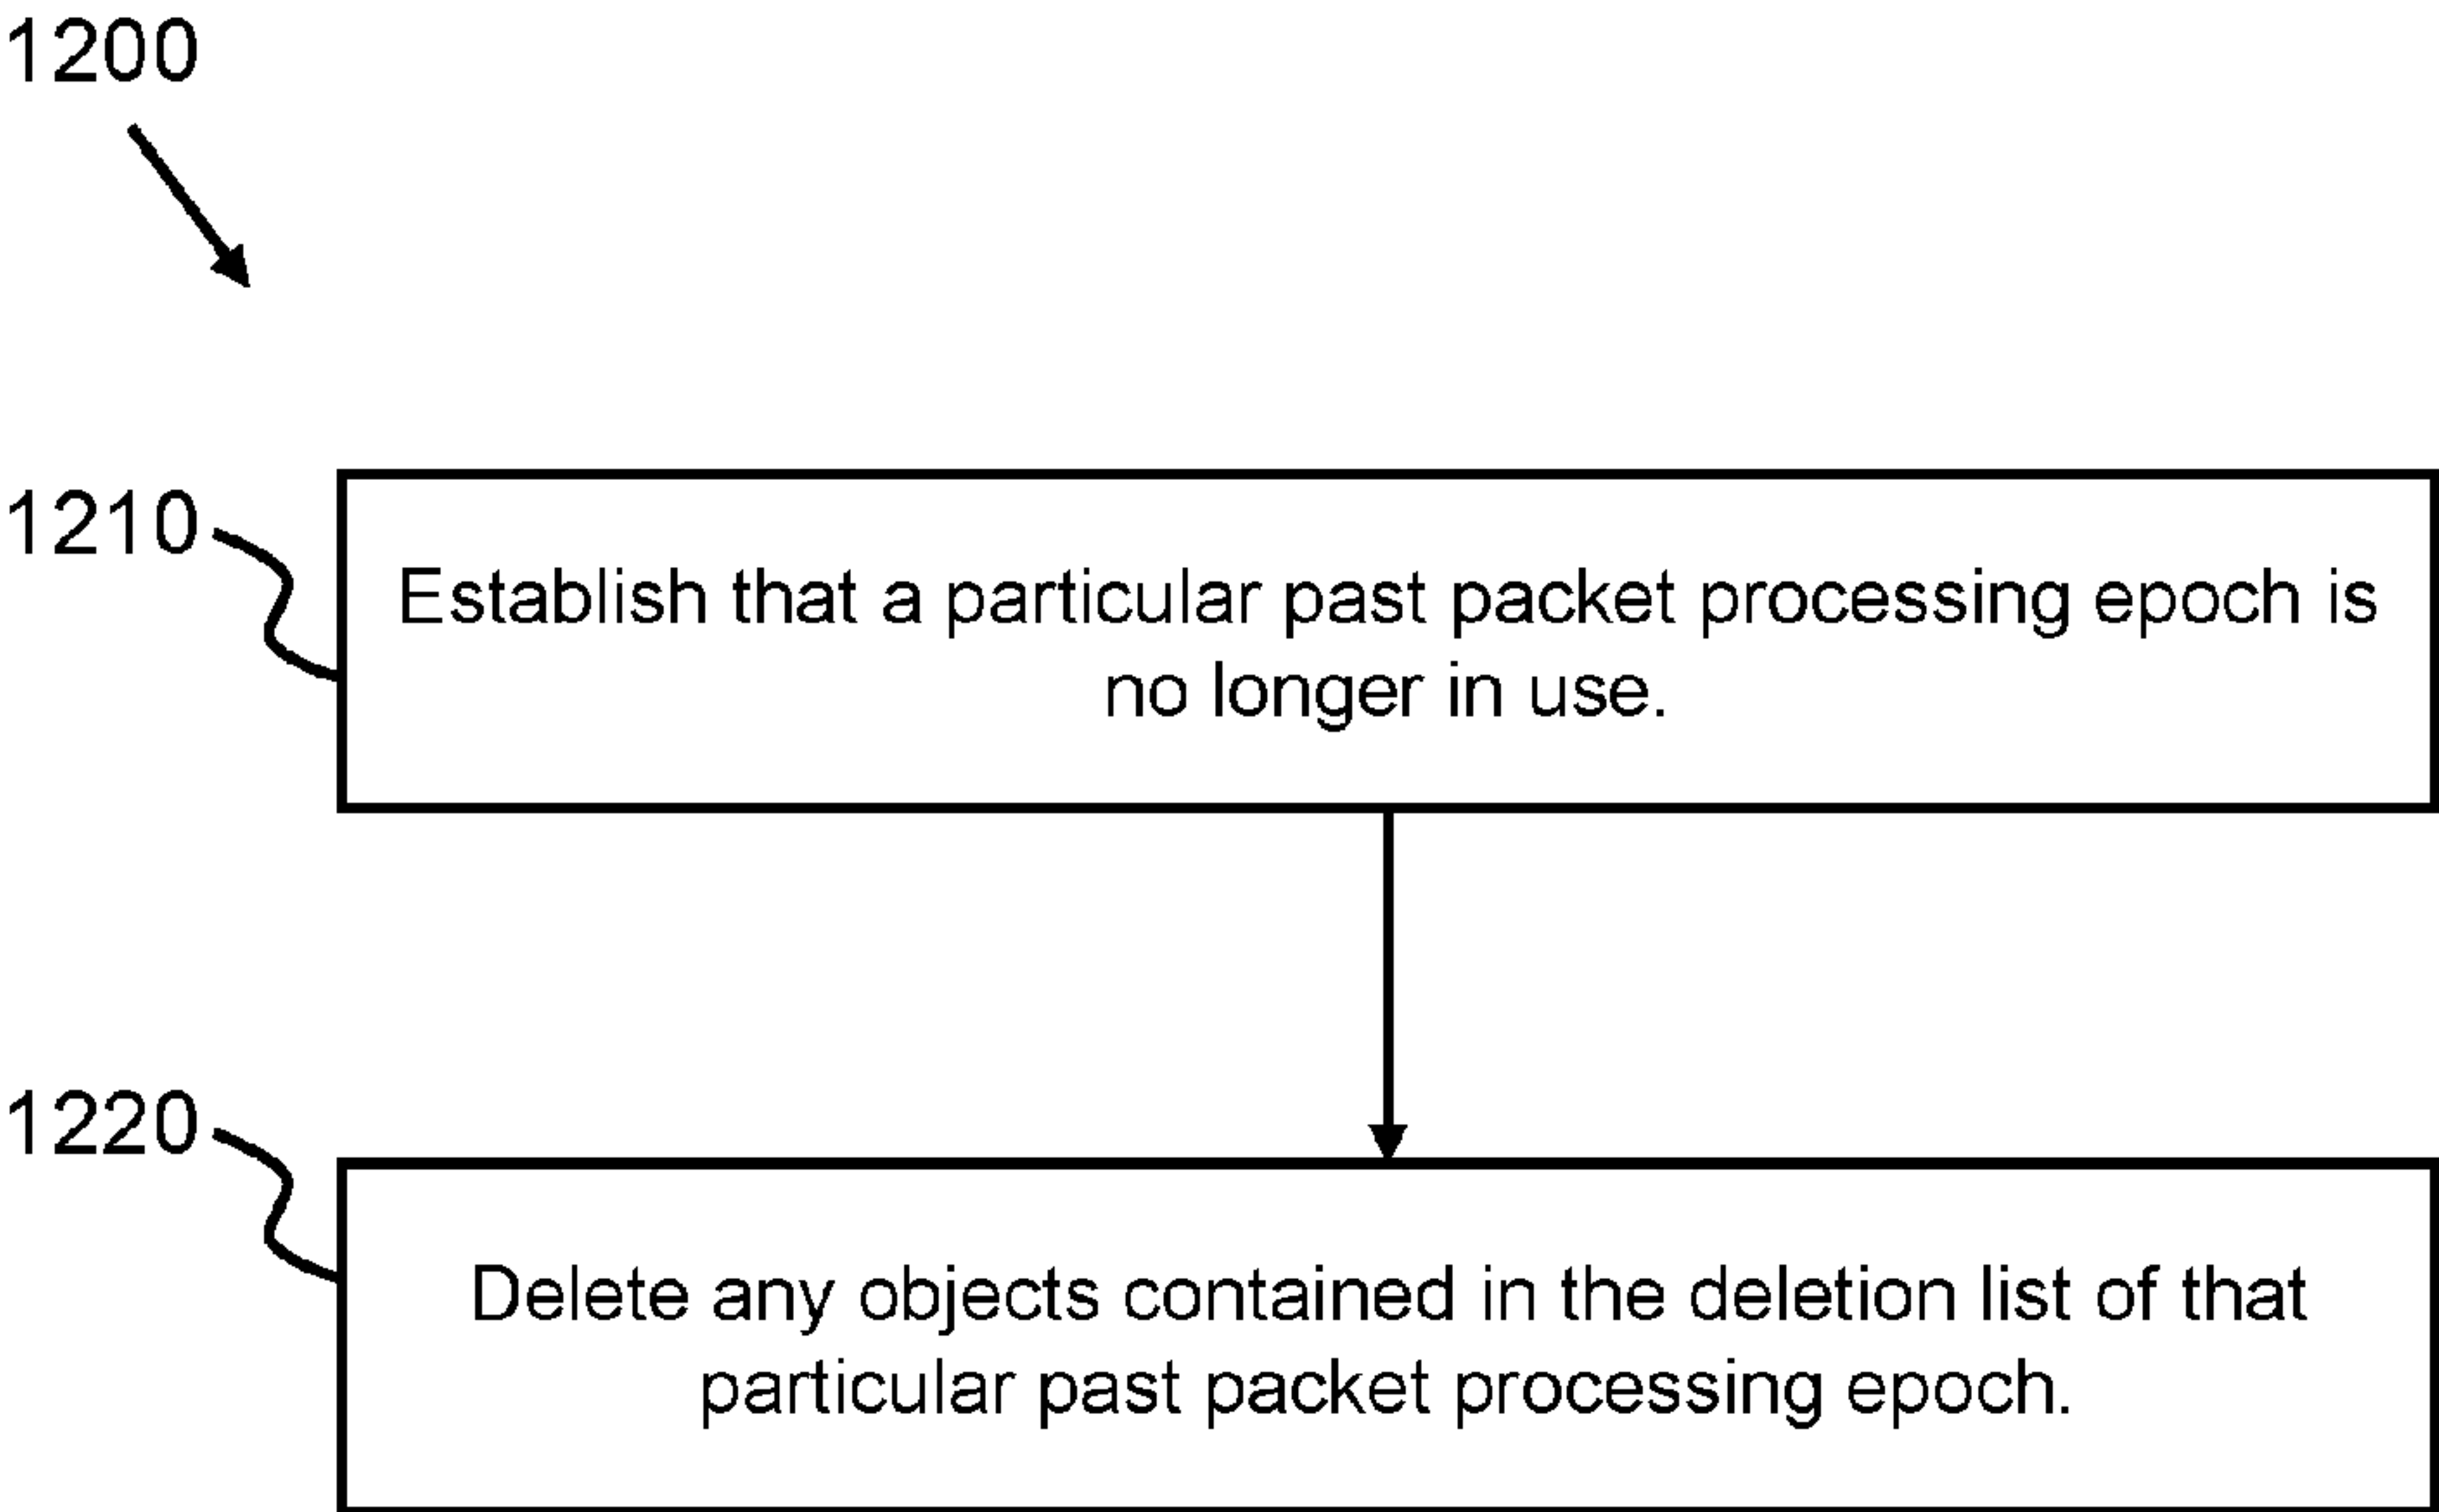 1200
1210
Establish that a particular past packet processing epoch is
no longer in use.
1220
Delete any objects contained in the deletion list of that
particular past packet processing epoch.